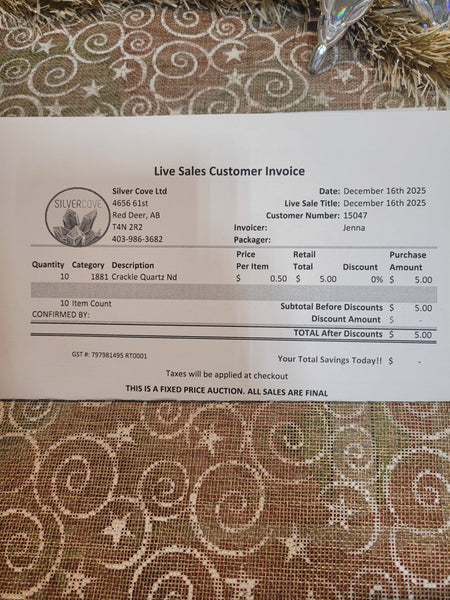 Live Sales Customer Invoice
SILVERCOVE
Silver Cove Ltd
4656 61st
Red Deer, AB
T4N 2R2
403-986-3682
Date: December 16th 2025
Live Sale Title: December 16th 2025
Customer Number: 15047
Invoicer: Jenna
Packager:
Quantity Category Description Price Per Item Retail Total Discount Purchase Amount
10 1881 Crackle Quartz Nd $ 0.50 $ 5.00 0% $ 5.00
10 Item Count Subtotal Before Discounts $ 5.00
CONFIRMED BY: Discount Amount $ -
TOTAL After Discounts $ 5.00
GST #: 797981495 RT0001 Your Total Savings Today!! $ -
Taxes will be applied at checkout
THIS IS A FIXED PRICE AUCTION. ALL SALES ARE FINAL